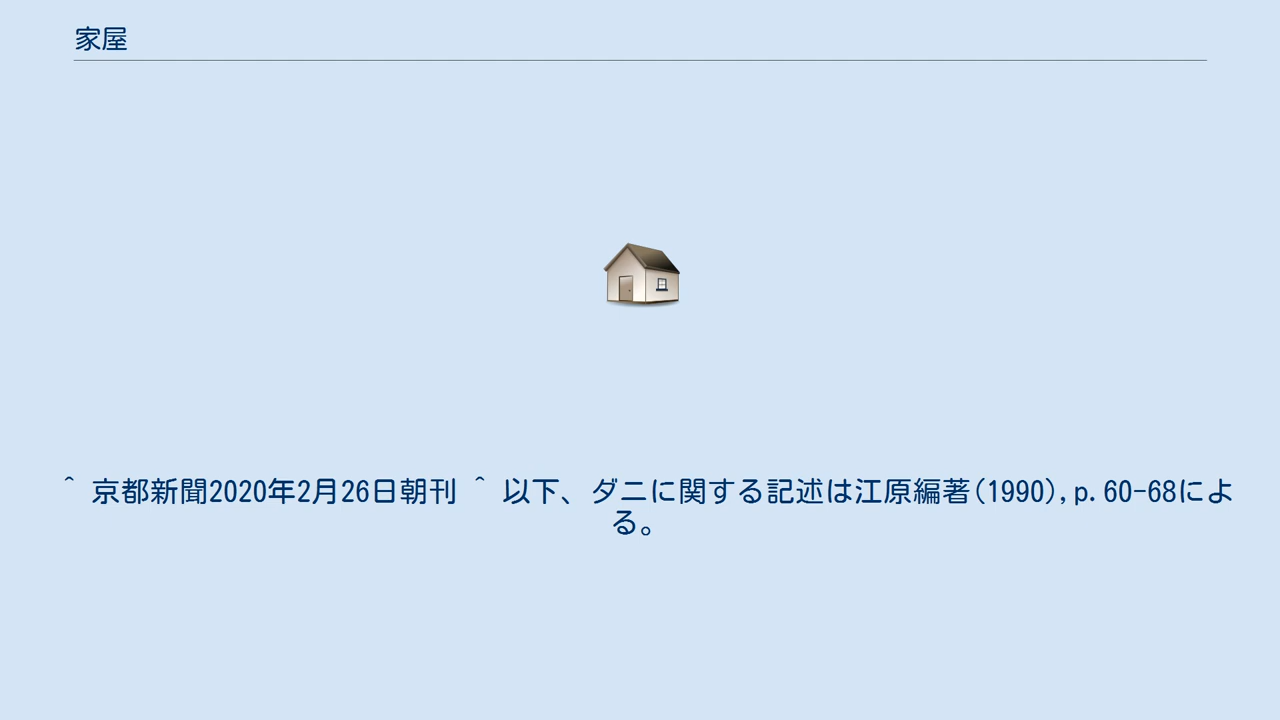 家屋
^ 京都新聞2020年2月26日朝刊 ^ 以下、ダニに関する記述は江原編著(1990),p.60-68によ
る。